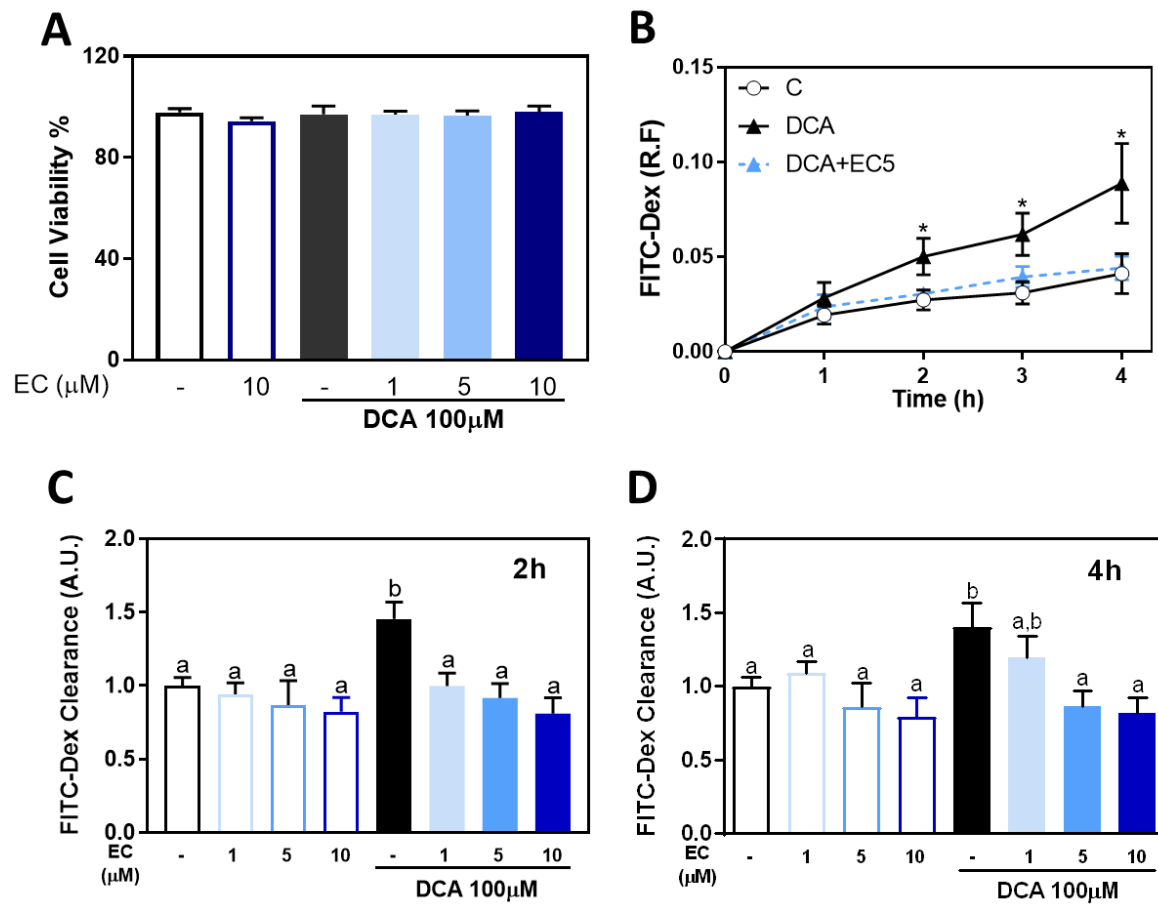 A
120
80
40
0
Cell Viability %
EC (μM) - 10 - 1 5 10
DCA 100μM
B
0.15
0.10
0.05
0.00
FITC-Dex (R.F)
C
DCA
DCA+EC5
* * *
0 1 2 3 4
Time (h)
C
2.0
1.5
1.0
0.5
0.0
FITC-Dex Clearance (A.U.)
2h
a a a a b a a a
EC
(μM)
- 1 5 10 - 1 5 10
DCA 100μM
D
2.0
1.5
1.0
0.5
0.0
FITC-Dex Clearance (A.U.)
4h
a a a a b a,b a a
EC
(μM)
- 1 5 10 - 1 5 10
DCA 100μM